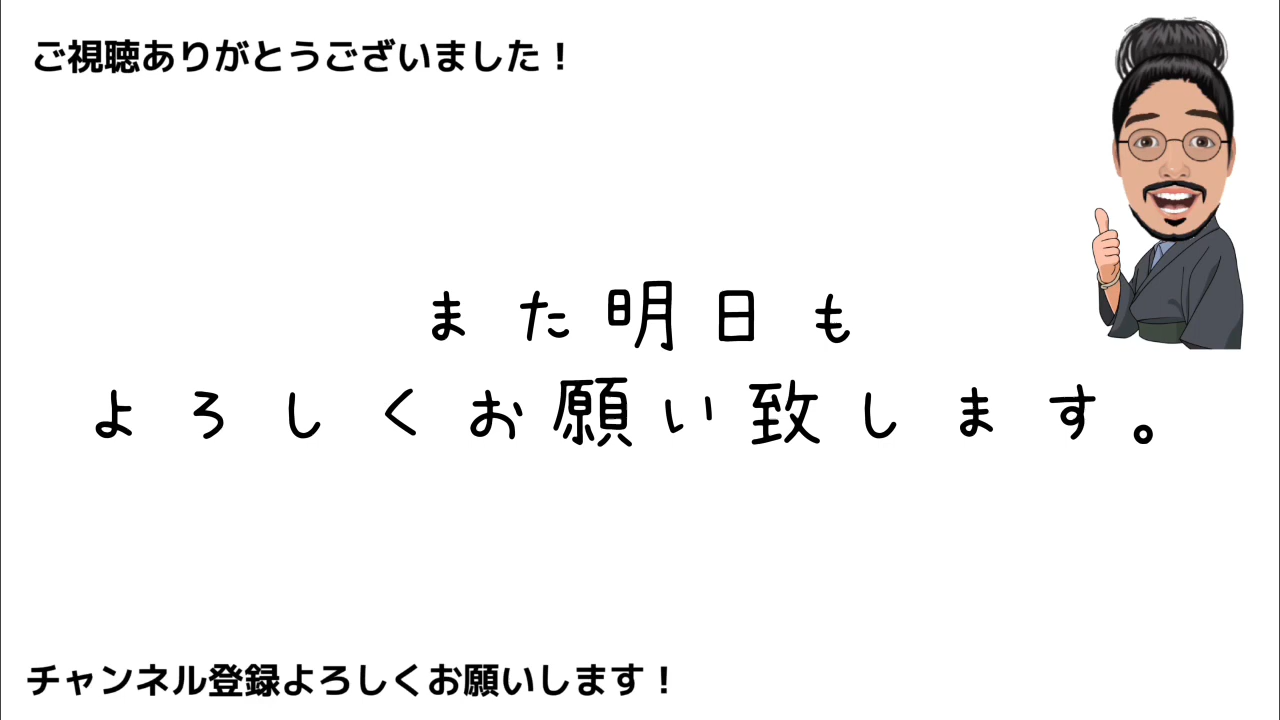 ご視聴ありがとうございました！
また明日も
よろしくお願い致します。
チャンネル登録よろしくお願いします！